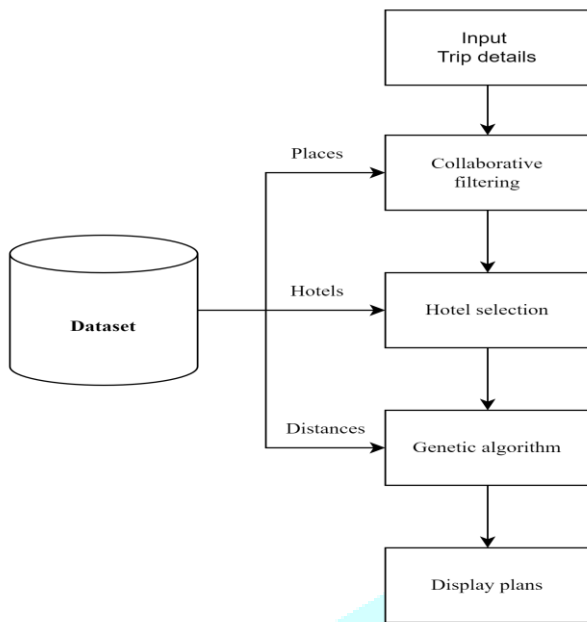 Input
Trip details
Places
Collaborative
filtering
Dataset
Hotels
Hotel selection
Distances
Genetic algorithm
Display plans